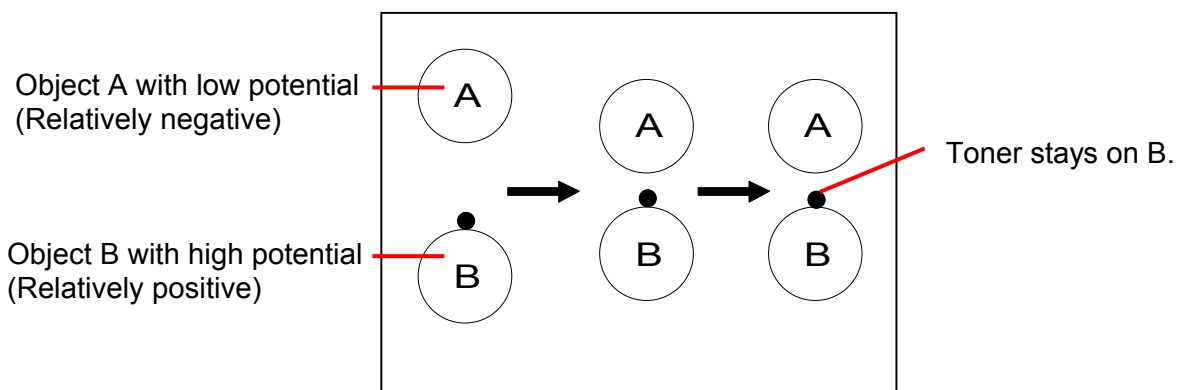 Object A with low potential
(Relatively negative)
A
A
A
Toner stays on B.
Object B with high potential
(Relatively positive)
B
B
B